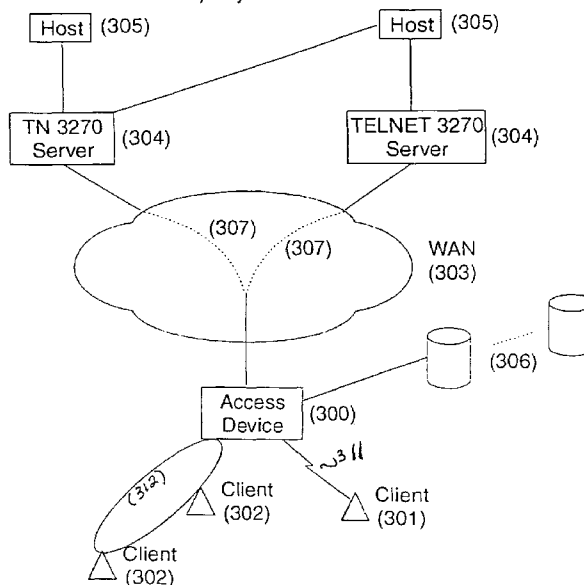 Host (305)
Host (305)
TN 3270
Server
(304)
TELNET 3270
Server
(304)
(307)
(307)
WAN
(303)
(306)
Access
Device
(300)
~311
(312)
Client
(302)
Client
(301)
Client
(302)